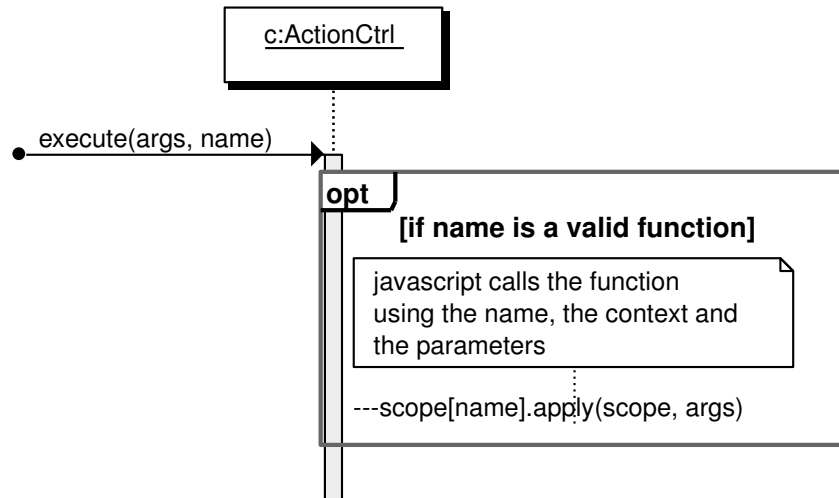 c:ActionCtrl
execute(args, name)
opt
[if name is a valid function]
javascript calls the function
using the name, the context and
the parameters
---scope[name].apply(scope, args)